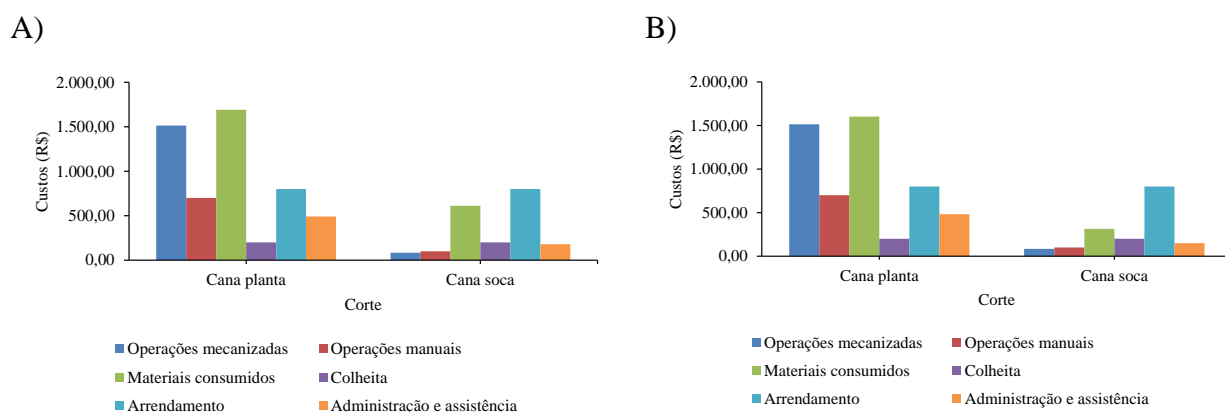 A)
Custos (R$)
2.000,00
1.500,00
1.000,00
500,00
0,00
Cana planta Cana soca
Corte
Operações mecanizadas Operações manuais
Materiais consumidos Colheita
Arrendamento Administração e assistência
B)
Custos (R$)
2.000,00
1.500,00
1.000,00
500,00
0,00
Cana planta Cana soca
Corte
Operações mecanizadas Operações manuais
Materiais consumidos Colheita
Arrendamento Administração e assistência